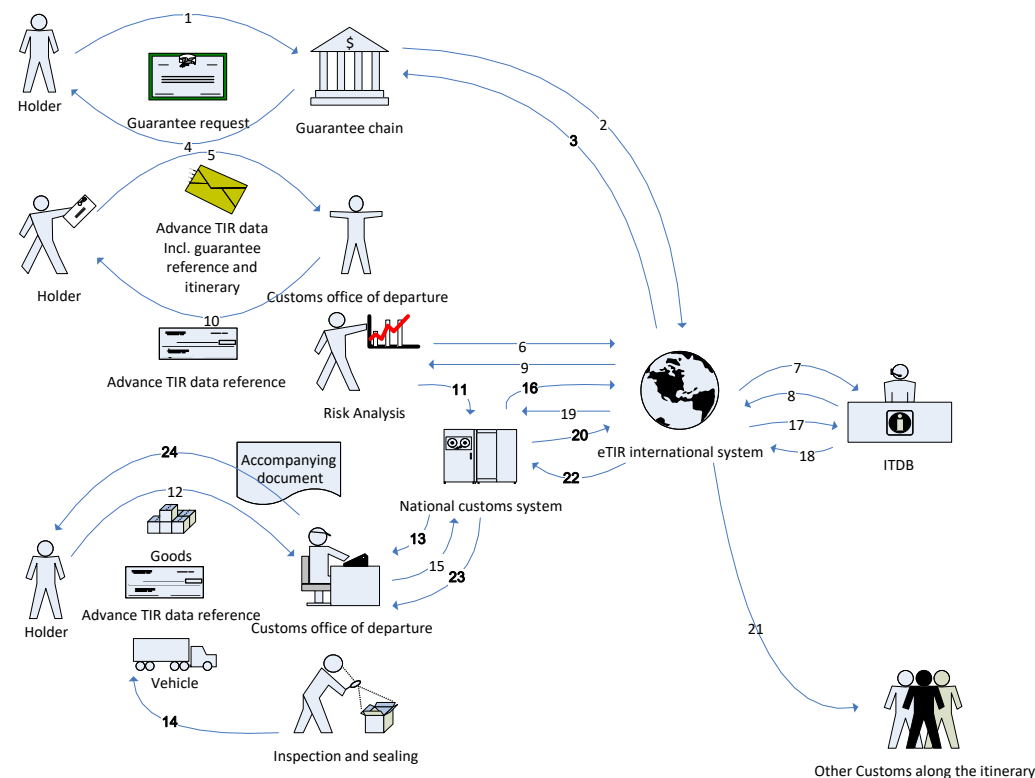 1
$
Holder
Guarantee request
Guarantee chain
2
3
4
5
Advance TIR data
Incl. guarantee
reference and
itinerary
Holder
Customs office of departure
10
Advance TIR data reference
Risk Analysis
6
9
11
16
7
8
19
17
20
18
22
eTIR international system
ITDB
National customs system
24
Accompanying
document
12
Goods
13
15
23
Advance TIR data reference
Holder
Customs office of departure
21
Vehicle
14
Inspection and sealing
Other Customs along the itinerary